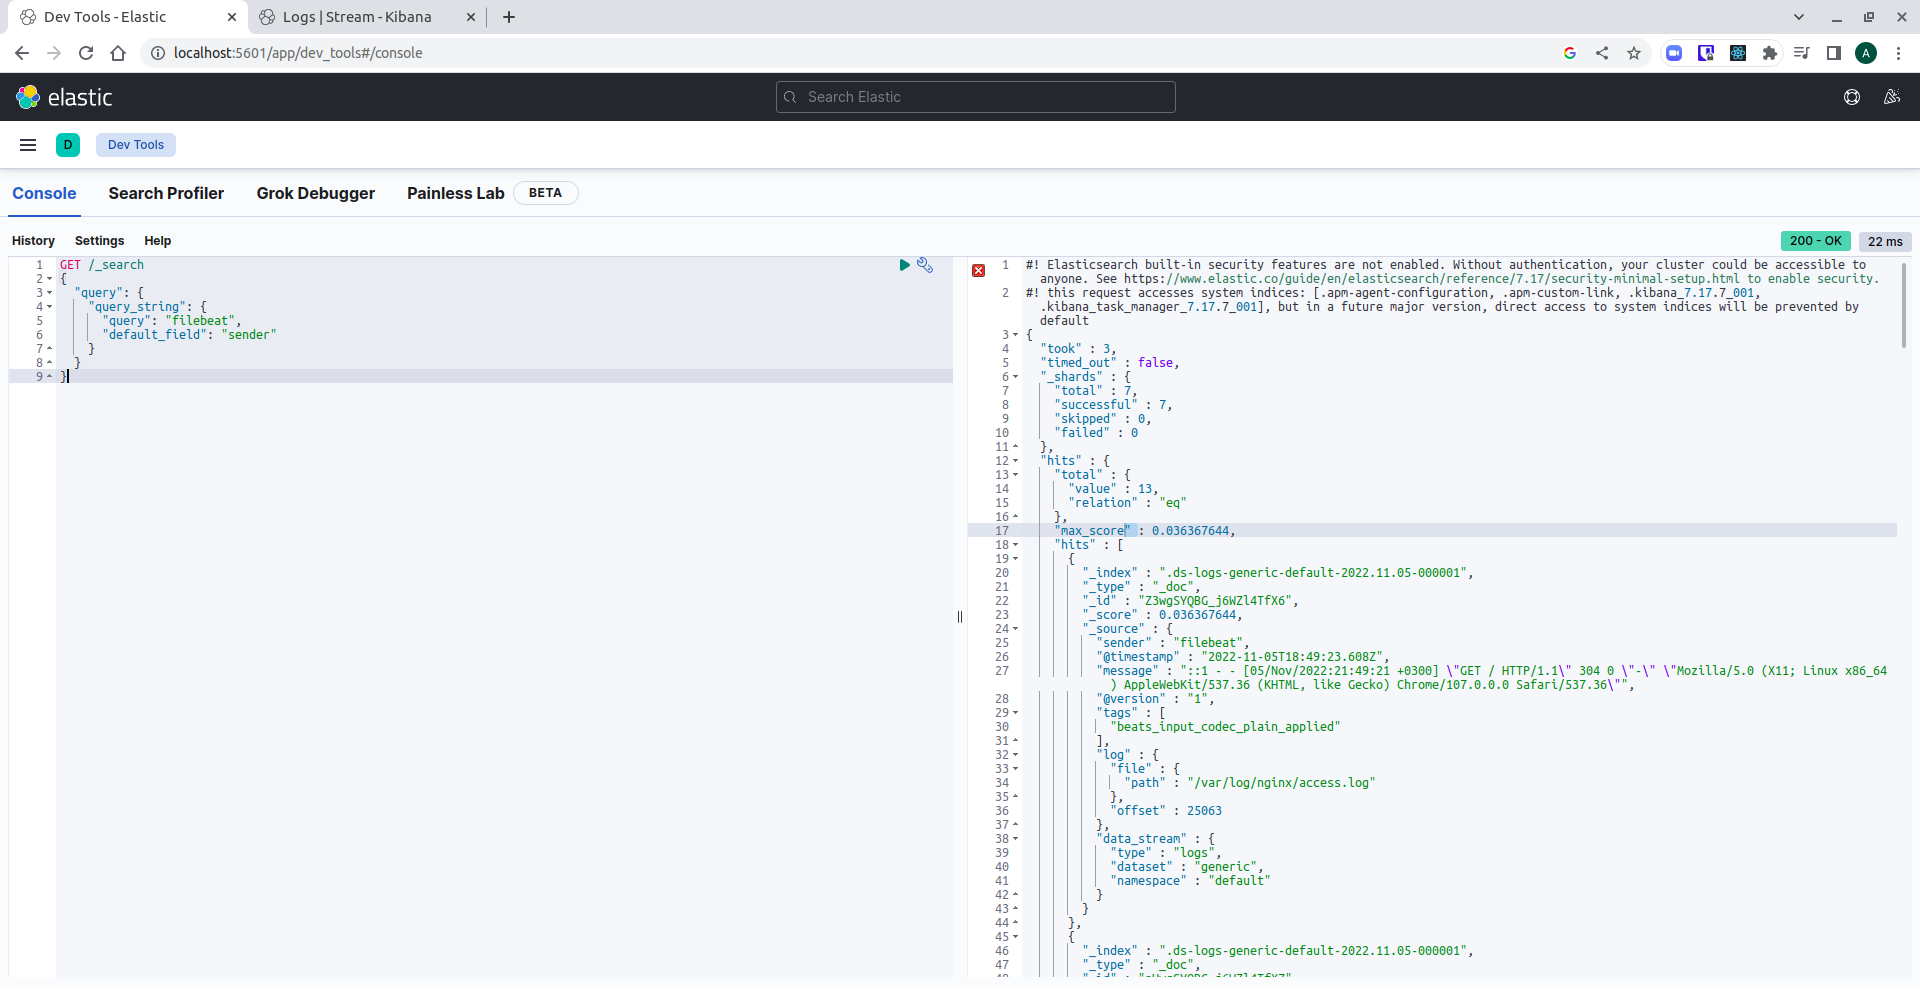 Dev Tools - Elastic
Logs | Stream - Kibana
localhost:5601/app/dev_tools#/console
A
elastic
Search Elastic
D
Dev Tools
Console
Search Profiler
Grok Debugger
Painless Lab
BETA
History
Settings
Help
200 - OK
22 ms
1 GET /_search
2 {
3 "query": {
4 "query_string": {
5 "query": "filebeat",
6 "default_field": "sender"
7 }
8 }
9 }
1 #! Elasticsearch built-in security features are not enabled. Without authentication, your cluster could be accessible to
anyone. See https://www.elastic.co/guide/en/elasticsearch/reference/7.17/security-minimal-setup.html to enable security.
2 #! this request accesses system indices: [.apm-agent-configuration, .apm-custom-link, .kibana_7.17.7_001,
.kibana_task_manager_7.17.7_001], but in a future major version, direct access to system indices will be prevented by
default
3 {
4 "took" : 3,
5 "timed_out" : false,
6 "_shards" : {
7 "total" : 7,
8 "successful" : 7,
9 "skipped" : 0,
10 "failed" : 0
11 },
12 "hits" : {
13 "total" : {
14 "value" : 13,
15 "relation" : "eq"
16 },
17 "max_score" : 0.036367644,
18 "hits" : [
19 {
20 "_index" : ".ds-logs-generic-default-2022.11.05-000001",
21 "_type" : "_doc",
22 "_id" : "Z3wgSYQBG_j6WZl4TfX6",
23 "_score" : 0.036367644,
24 "_source" : {
25 "sender" : "filebeat",
26 "@timestamp" : "2022-11-05T18:49:23.608Z",
27 "message" : "::1 - - [05/Nov/2022:21:49:21 +0300] \"GET / HTTP/1.1\" 304 0 \"-\" \"Mozilla/5.0 (X11; Linux x86_64
) AppleWebKit/537.36 (KHTML, like Gecko) Chrome/107.0.0.0 Safari/537.36\"",
28 "@version" : "1",
29 "tags" : [
30 "beats_input_codec_plain_applied"
31 ],
32 "log" : {
33 "file" : {
34 "path" : "/var/log/nginx/access.log"
35 },
36 "offset" : 25063
37 },
38 "data_stream" : {
39 "type" : "logs",
40 "dataset" : "generic",
41 "namespace" : "default"
42 }
43 }
44 },
45 {
46 "_index" : ".ds-logs-generic-default-2022.11.05-000001",
47 "_type" : "_doc",